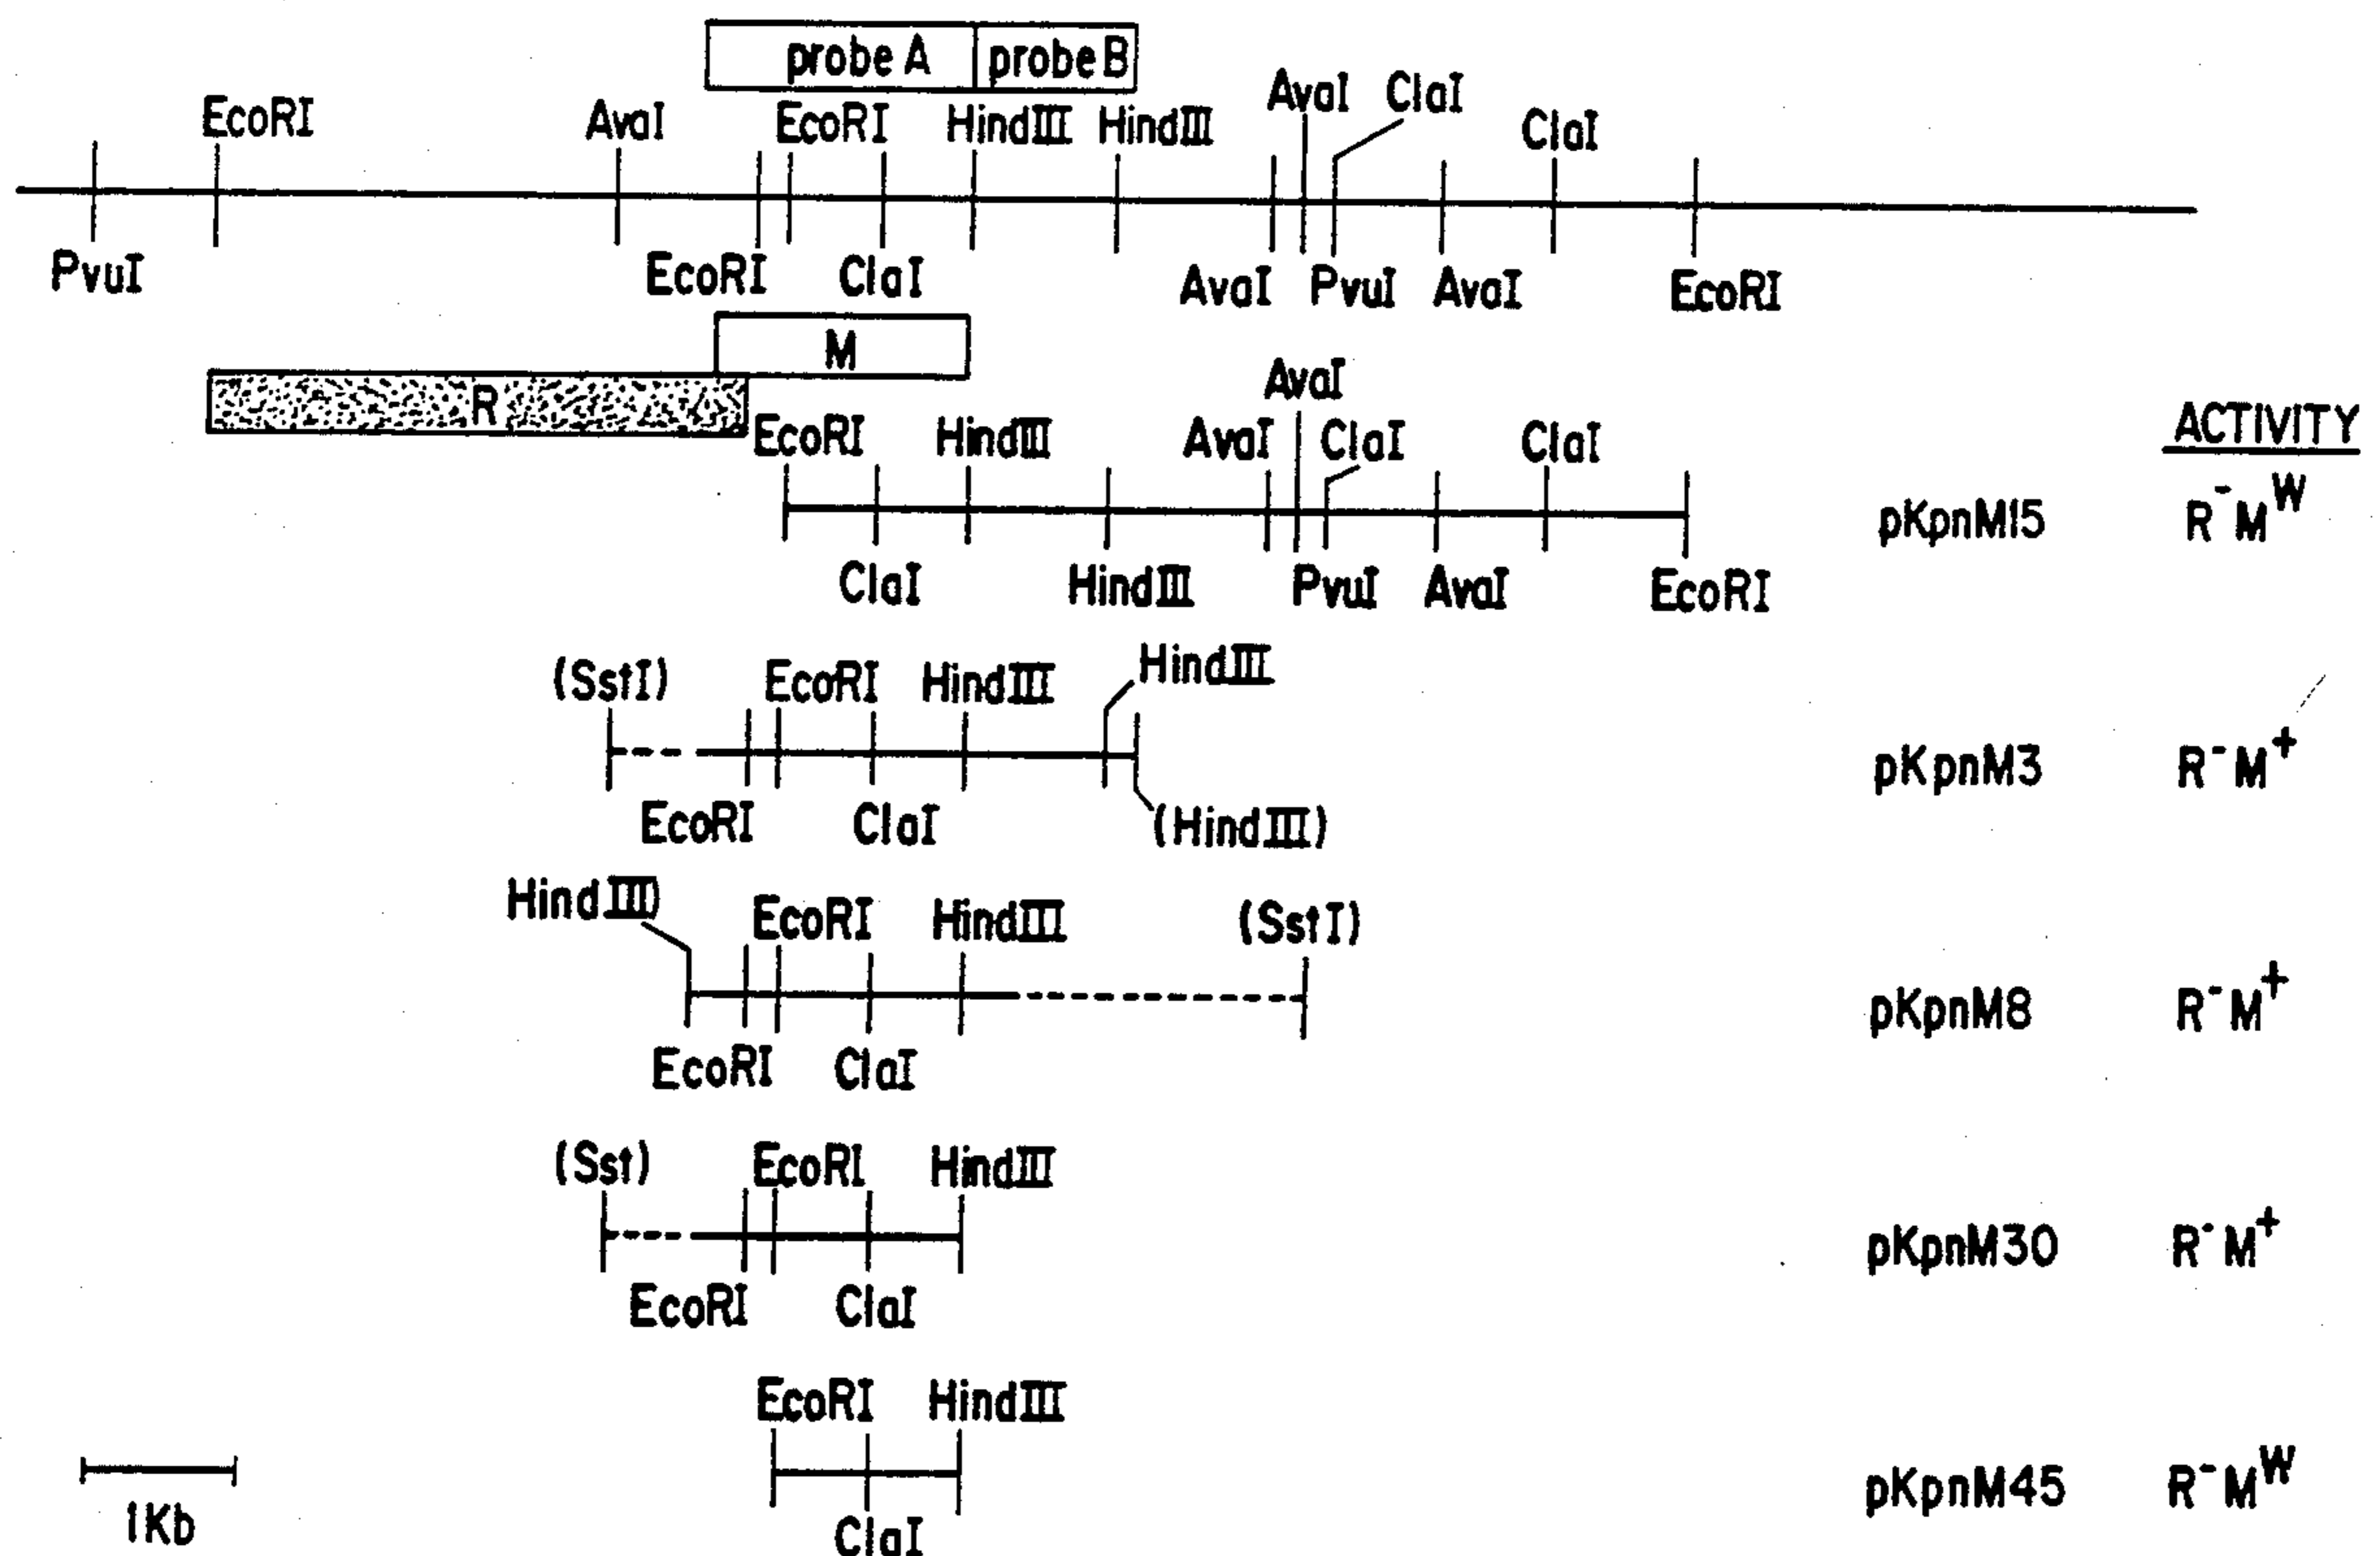 probe A probe B
EcoRI AvaI EcoRI HindIII HindIII AvaI ClaI ClaI
PvuI EcoRI ClaI AvaI PvuI AvaI EcoRI
M
R
EcoRI HindIII AvaI AvaI ClaI ClaI
ACTIVITY
pKpnM15 R⁻Mᵂ
ClaI HindIII PvuI AvaI EcoRI
(SstI) EcoRI HindIII HindIII
pKpnM3 R⁻M⁺
EcoRI ClaI (HindIII)
HindIII) EcoRI HindIII (SstI)
pKpnM8 R⁻M⁺
EcoRI ClaI
(Sst) EcoRI HindIII
pKpnM30 R⁻M⁺
EcoRI ClaI
EcoRI HindIII
pKpnM45 R⁻Mᵂ
1Kb
ClaI